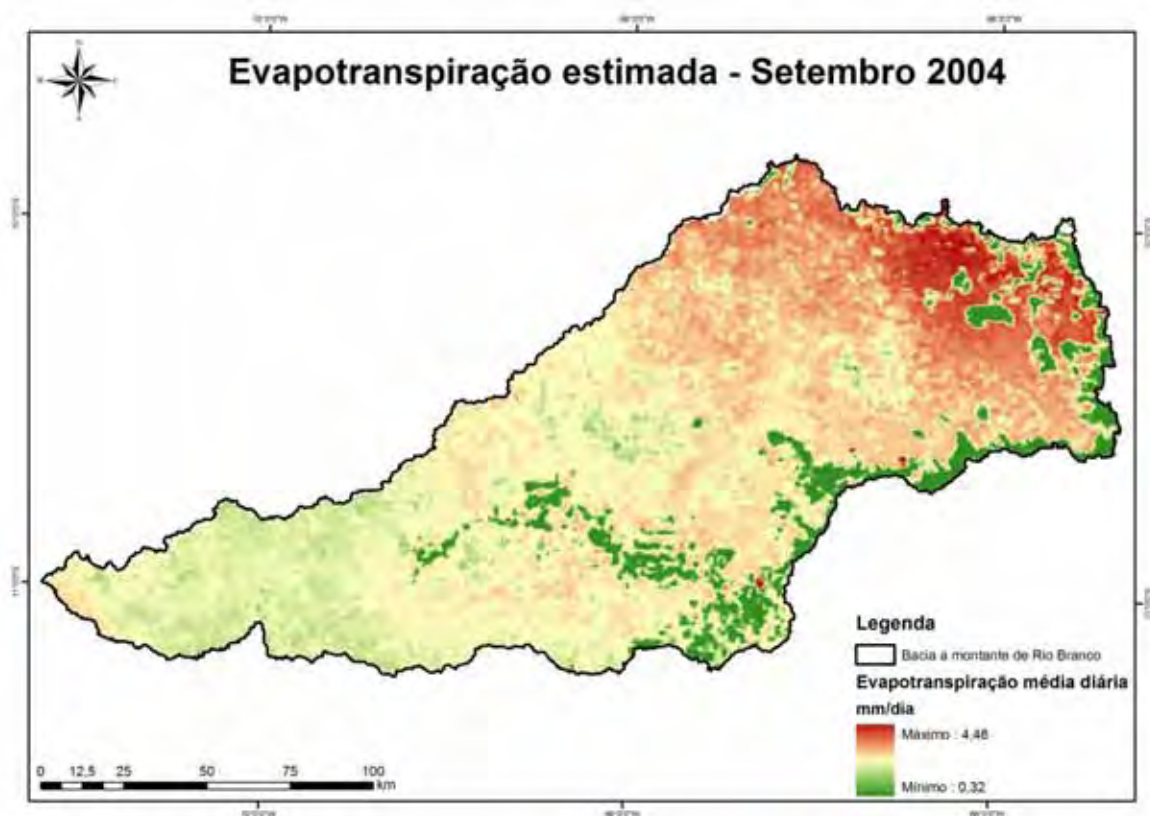 Evapotranspiração estimada - Setembro 2004
Legenda
Bacia a montante de Rio Branco
Evapotranspiração média diária
mm/dia
Máximo : 4,46
Mínimo : 0,32
0 12,5 25 50 75 100
km